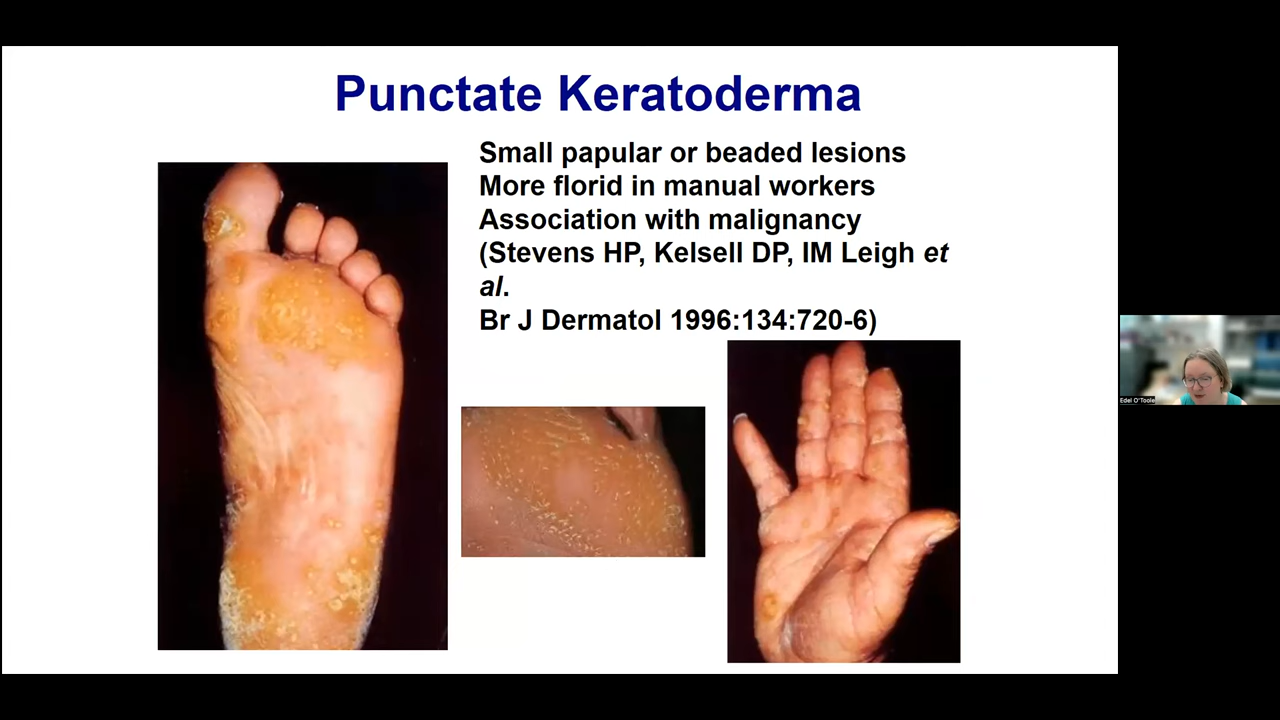 Punctate Keratoderma
Small papular or beaded lesions
More florid in manual workers
Association with malignancy
(Stevens HP, Kelsell DP, IM Leigh et
al.
Br J Dermatol 1996:134:720-6)
Edel O'Toole